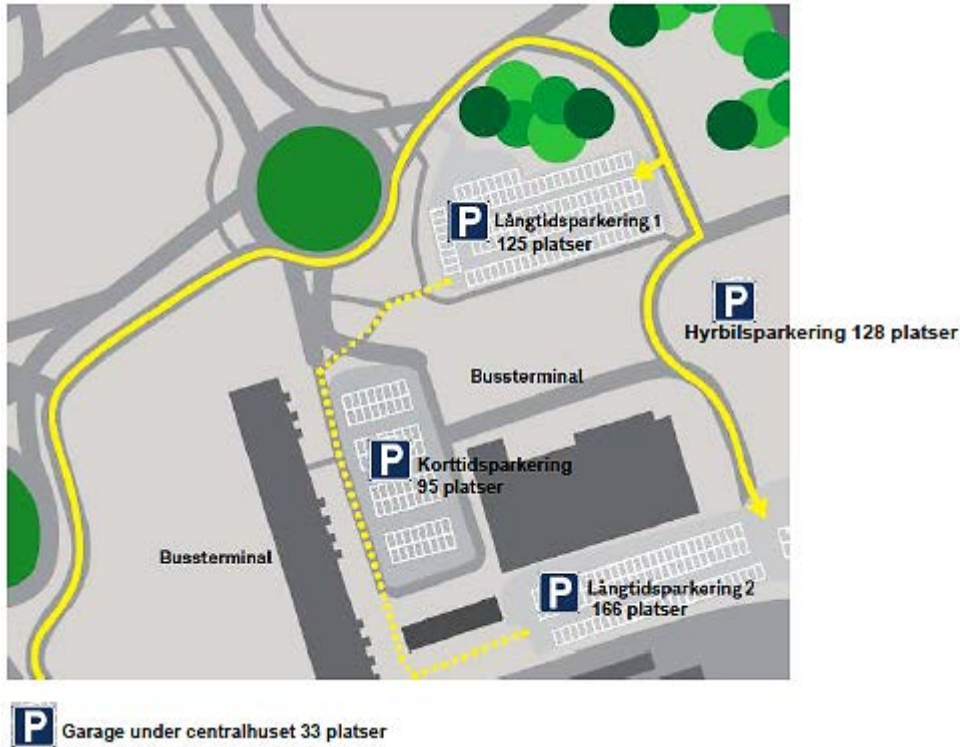 P
Långtidsparkering 1
125 platser
P
Hyrbilsparkering 128 platser
Bussterminal
P
Korttidsparkering
95 platser
Bussterminal
P
Långtidsparkering 2
166 platser
P
Garage under centralhuset 33 platser